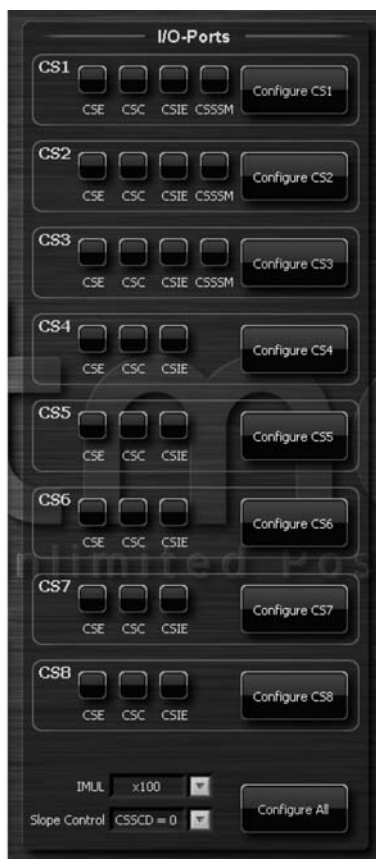 I/O-Ports
CS1
Configure CS1
CSE CSC CSIE CSSSM
CS2
Configure CS2
CSE CSC CSIE CSSSM
CS3
Configure CS3
CSE CSC CSIE CSSSM
CS4
Configure CS4
CSE CSC CSIE
CS5
Configure CS5
CSE CSC CSIE
CS6
Configure CS6
CSE CSC CSIE
nlimited Pos
CS7
Configure CS7
CSE CSC CSIE
CS8
Configure CS8
CSE CSC CSIE
IMUL x100
Slope Control CSSCD = 0
Configure All